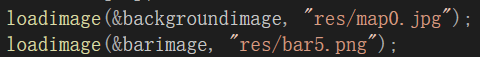 loadimage(&backgroundimage, "res/map0.jpg");
loadimage(&barimage, "res/bar5.png");